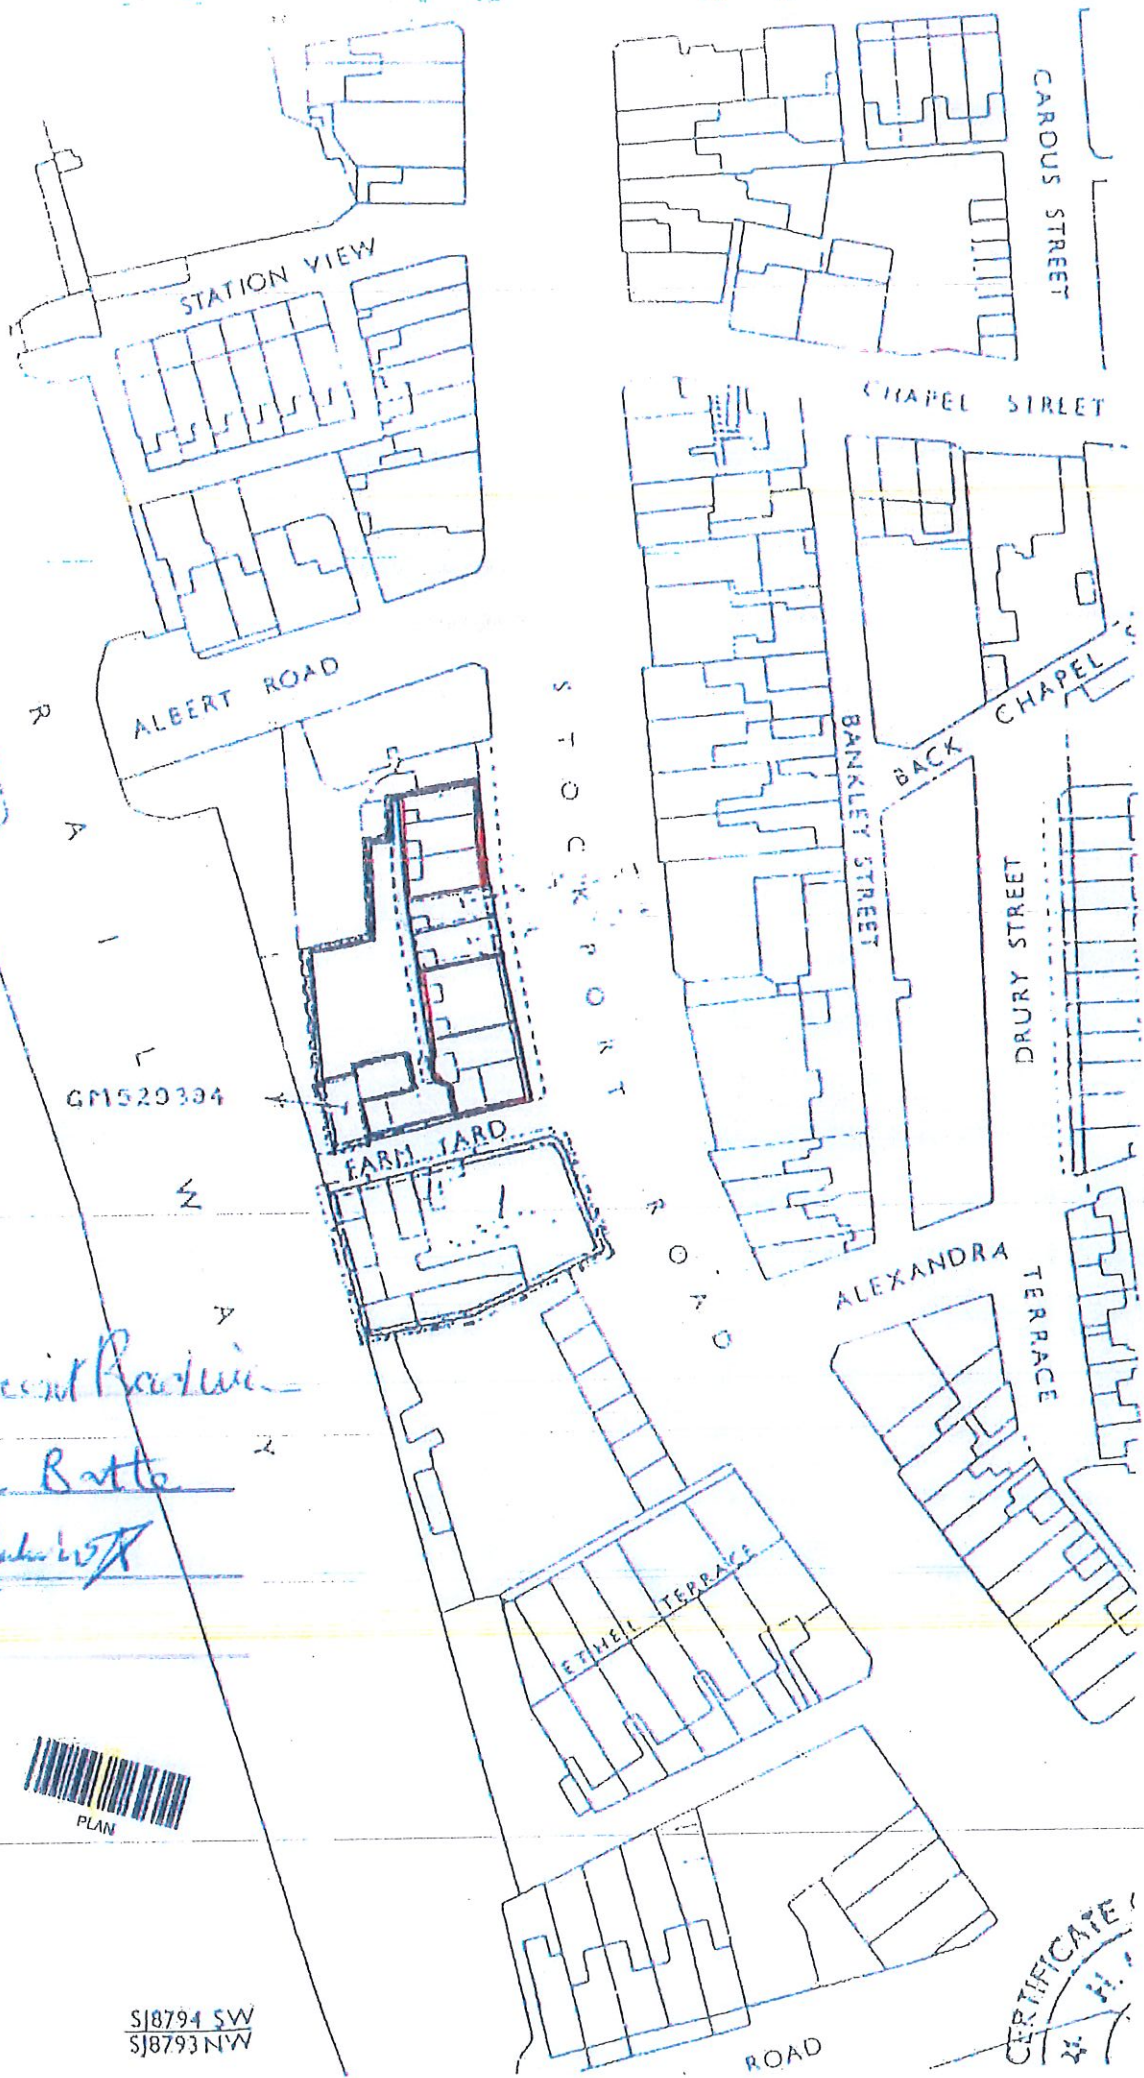 CAROUS STREET
STATION VIEW
CHAPEL STREET
ALBERT ROAD
BACK CHAPEL
STOCKPORT ROAD
BANKLEY STREET
RAILWAY
DRURY STREET
GM520394
FARM YARD
ALEXANDRA
TERRACE
ETHEL TERRACE
PLAN
SJ8794 SW
SJ8793 NW
ROAD
CERTIFICATE
H.